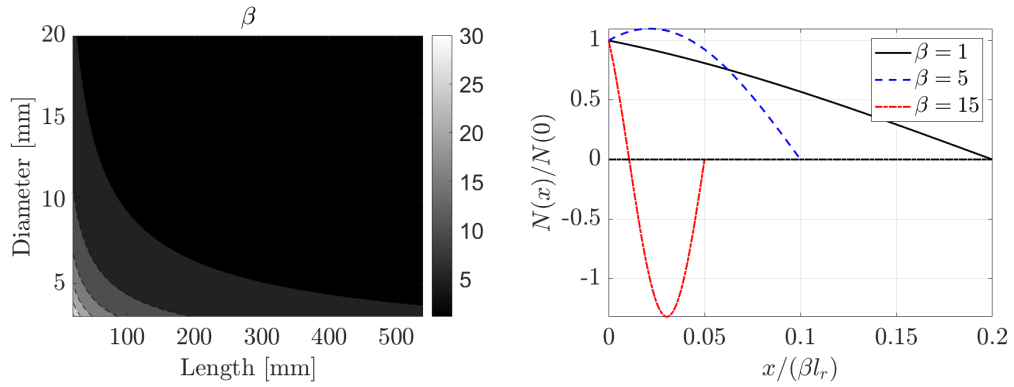 β
20
15
10
5
Diameter [mm]
100 200 300 400 500
Length [mm]
30
25
20
15
10
5
1
0.5
0
-0.5
-1
N(x)/N(0)
0 0.05 0.1 0.15 0.2
x/(βl_r)
β = 1
β = 5
β = 15